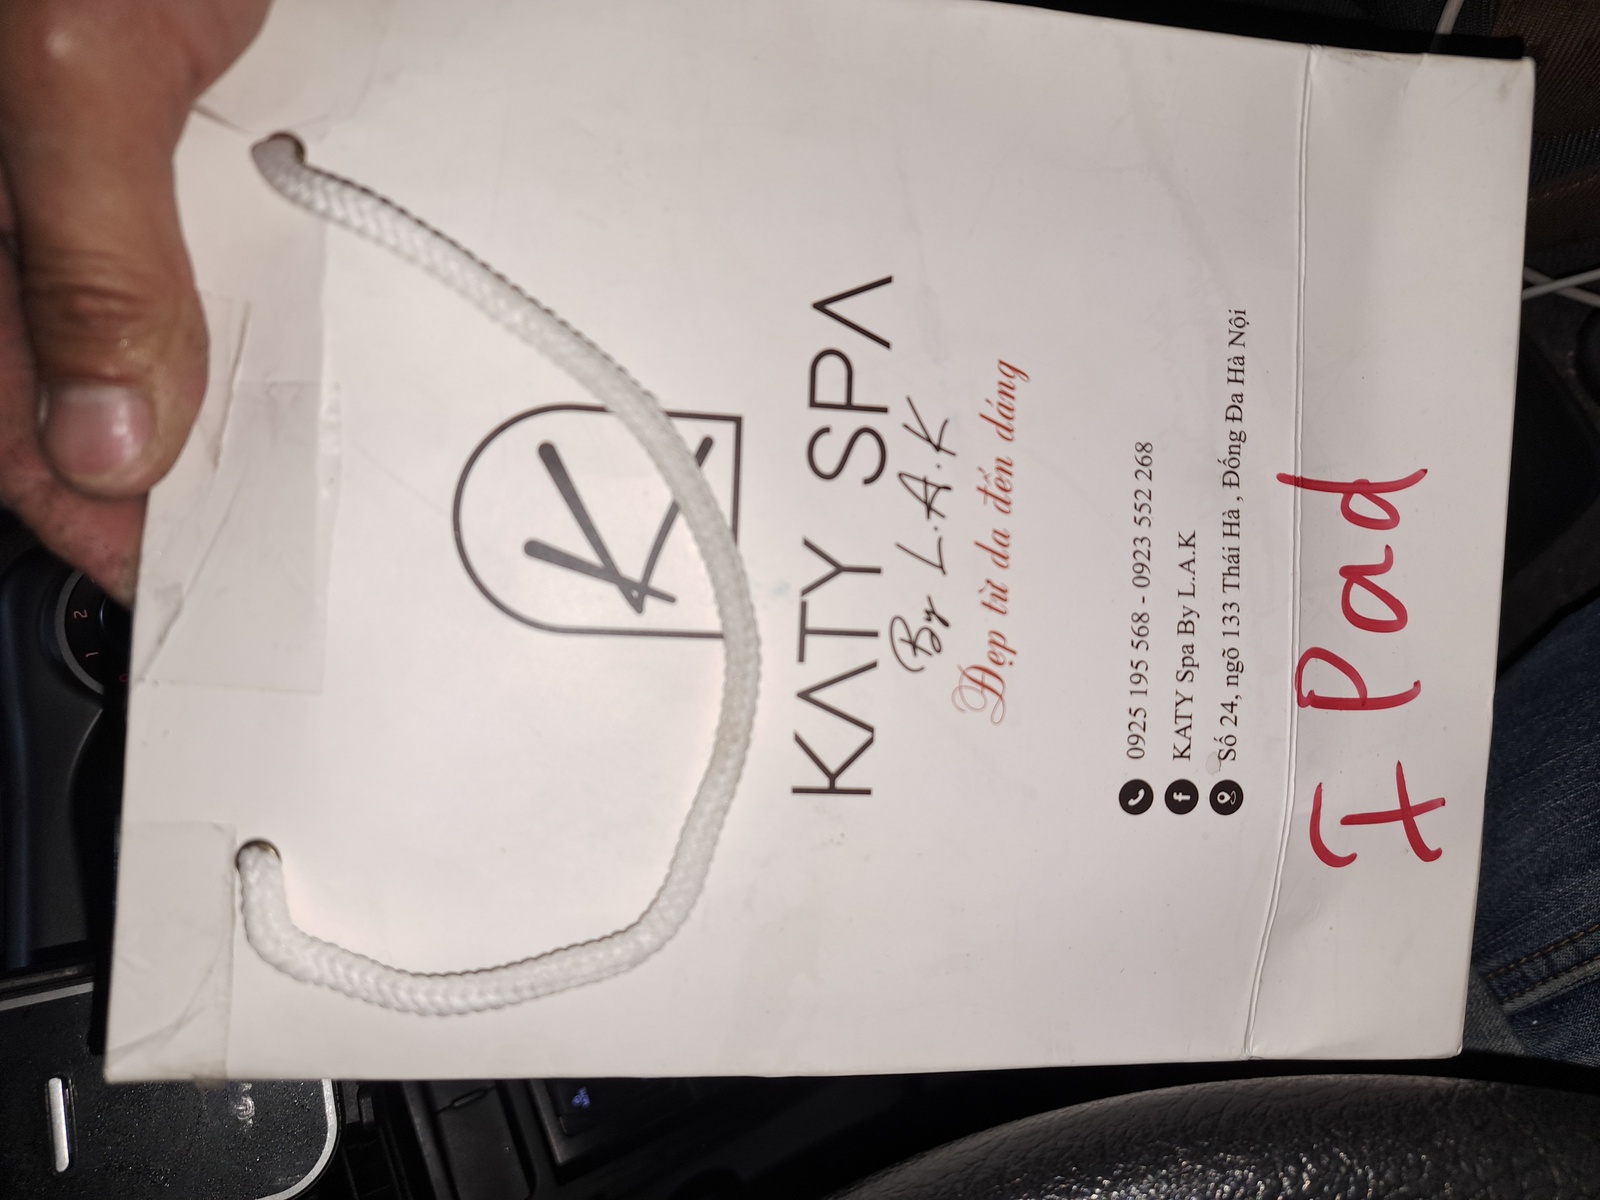 K
KATY SPA
By L.A.K
Đẹp từ da đến dáng
0925 195 568 - 0923 552 268
KATY Spa By L.A.K
Số 24, ngõ 133 Thái Hà , Đống Đa Hà Nội
I Pad